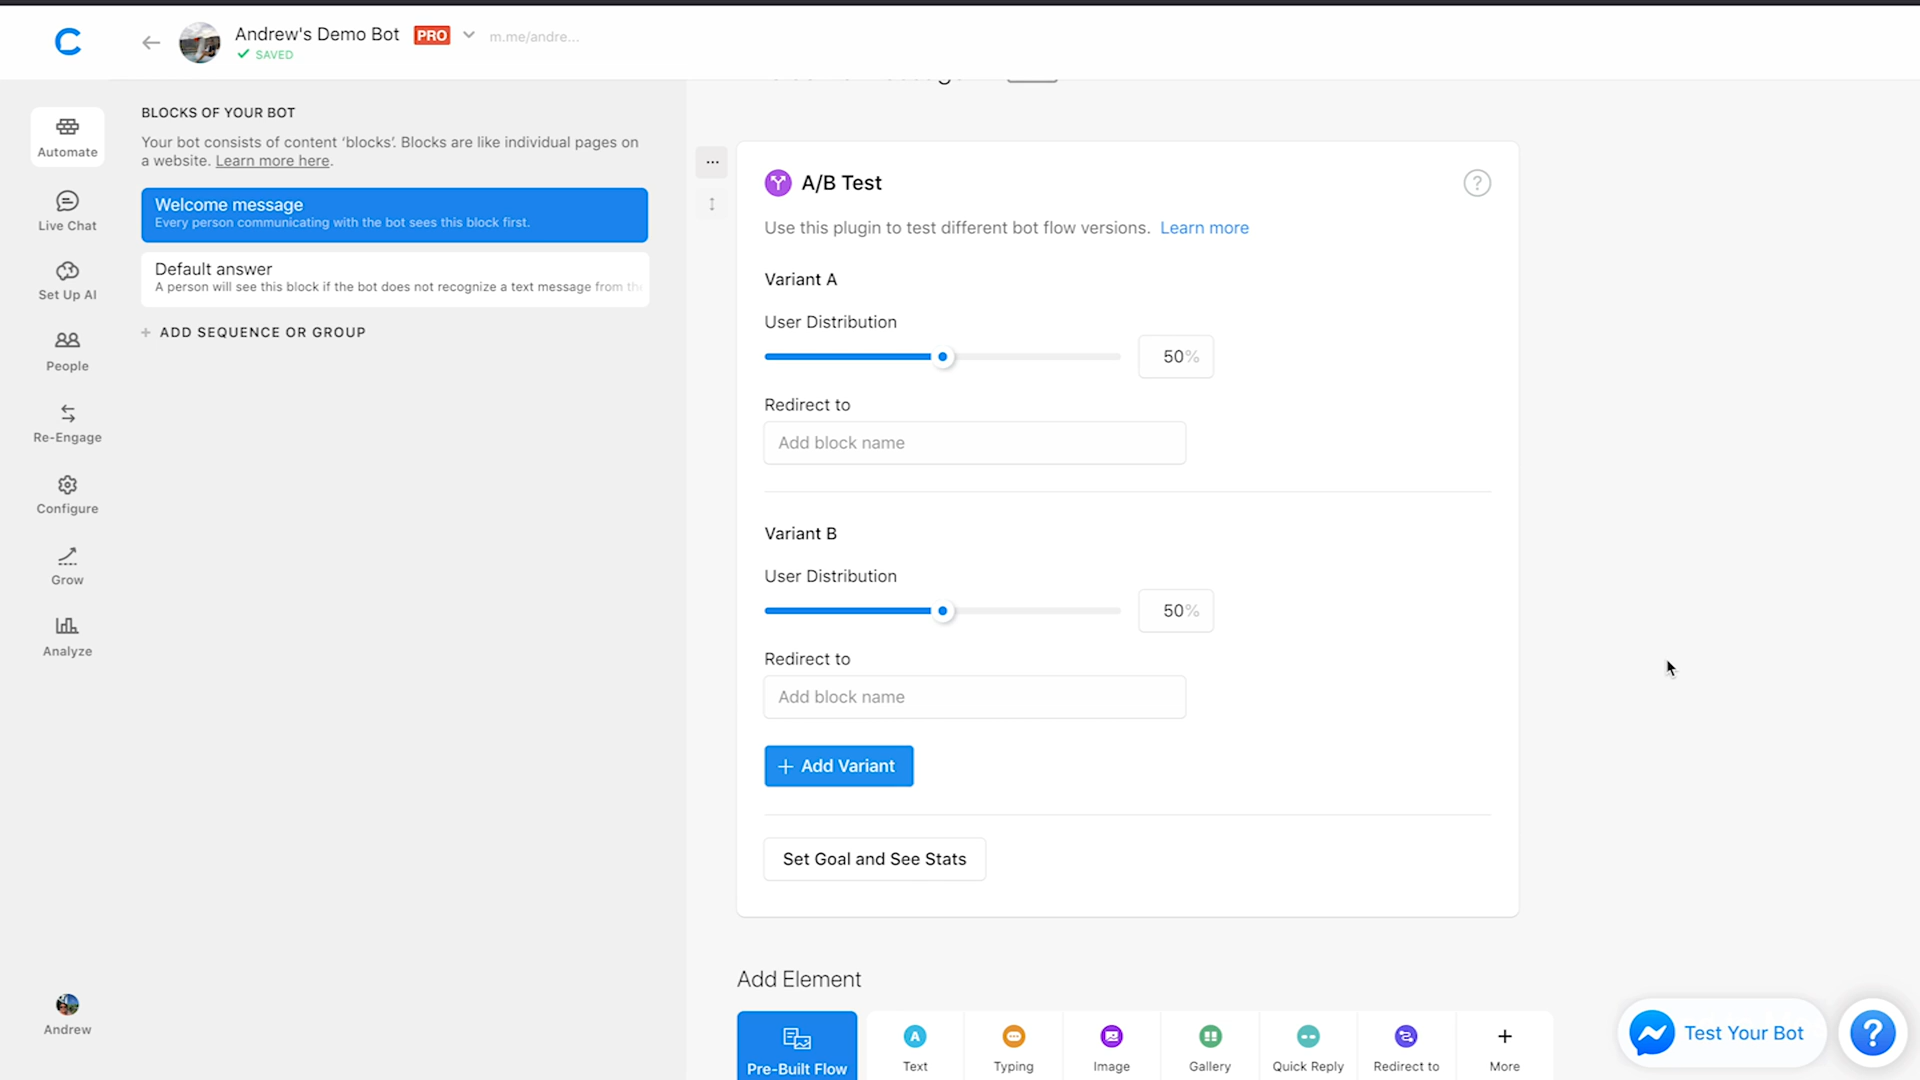 Andrew's Demo Bot PRO m.me/andre...
SAVED
BLOCKS OF YOUR BOT
Your bot consists of content ‘blocks’. Blocks are like individual pages on
a website. Learn more here.
Welcome message
Every person communicating with the bot sees this block first.
Default answer
A person will see this block if the bot does not recognize a text message from the
+ ADD SEQUENCE OR GROUP
Automate
Live Chat
Set Up AI
People
Re-Engage
Configure
Grow
Analyze
Andrew
A/B Test
?
Use this plugin to test different bot flow versions. Learn more
Variant A
User Distribution
50%
Redirect to
Add block name
Variant B
User Distribution
50%
Redirect to
Add block name
+ Add Variant
Set Goal and See Stats
Add Element
Pre-Built Flow
Text
Typing
Image
Gallery
Quick Reply
Redirect to
More
Test Your Bot
?